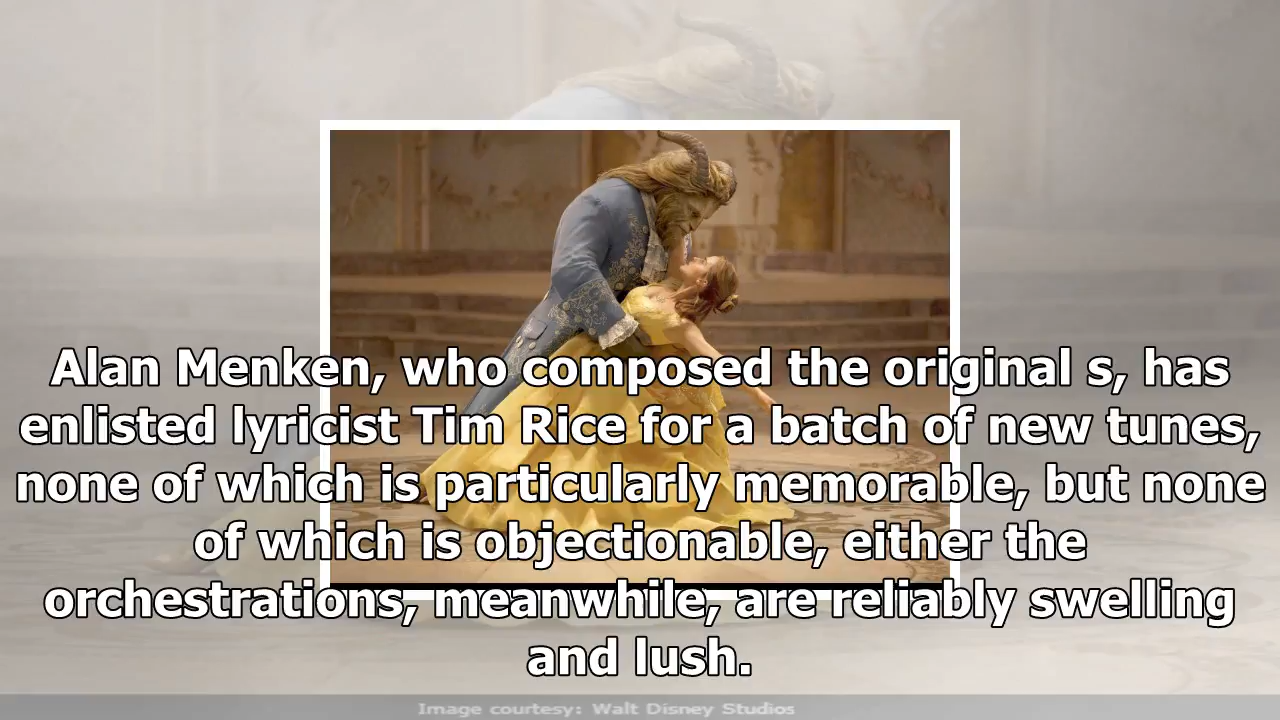 Alan Menken, who composed the original s, has
enlisted lyricist Tim Rice for a batch of new tunes,
none of which is particularly memorable, but none
of which is objectionable, either the
orchestrations, meanwhile, are reliably swelling
and lush.
Image courtesy: Walt Disney Studios